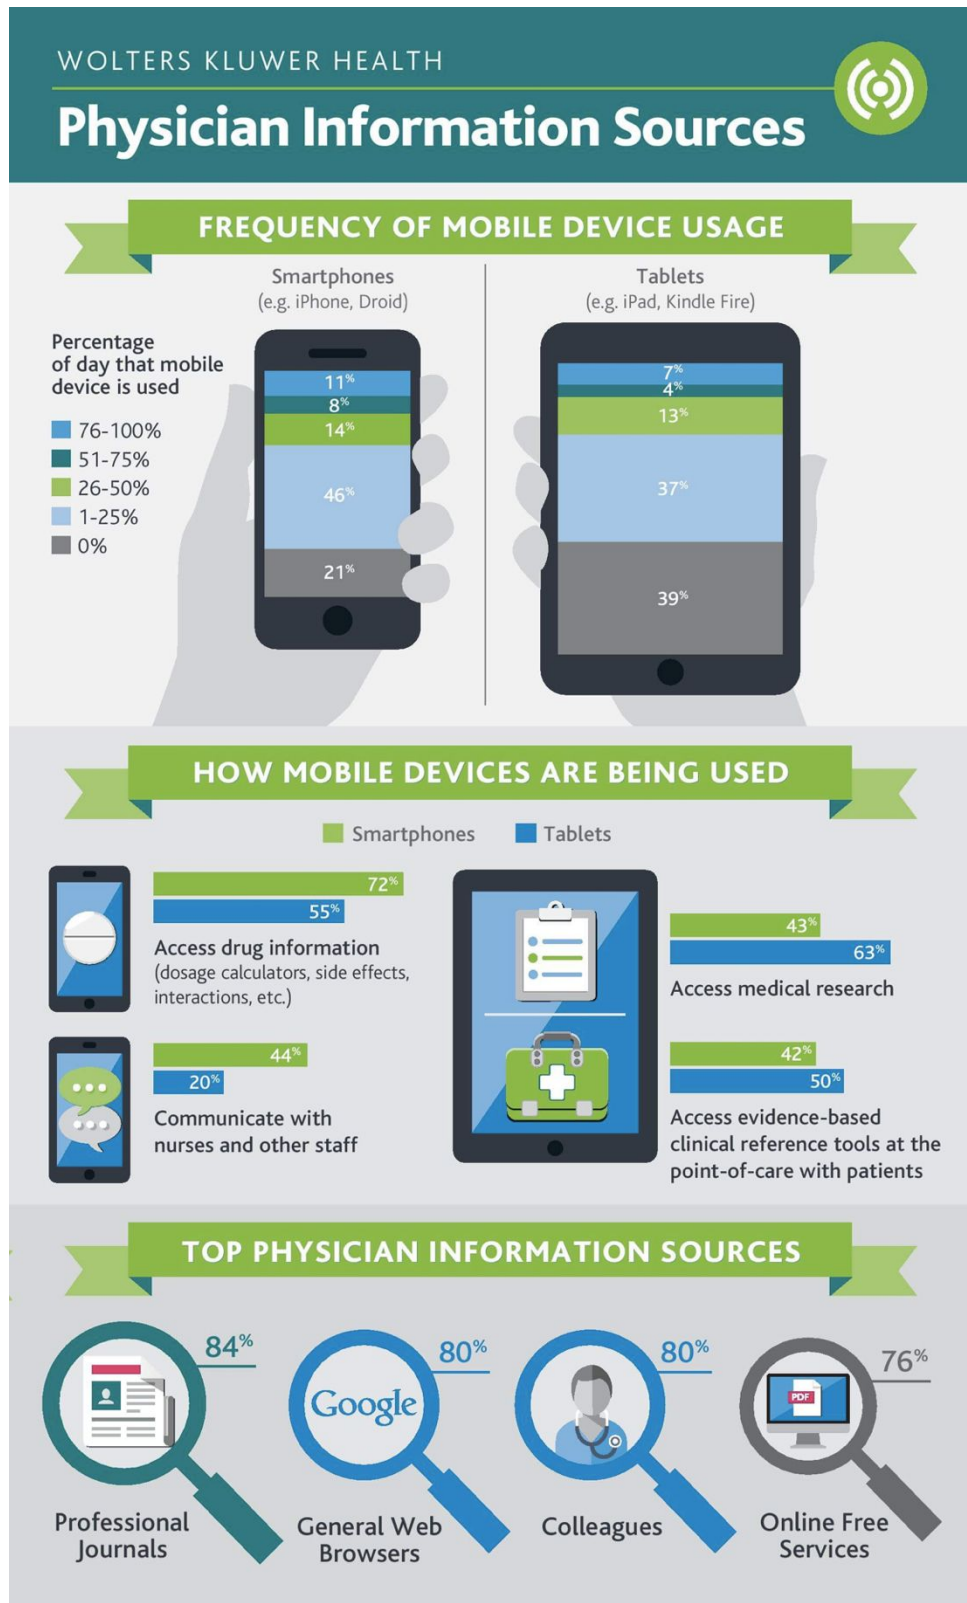 WOLTERS KLUWER HEALTH
Physician Information Sources
FREQUENCY OF MOBILE DEVICE USAGE
Smartphones
(e.g. iPhone, Droid)
Tablets
(e.g. iPad, Kindle Fire)
Percentage
of day that mobile
device is used
76-100%
51-75%
26-50%
1-25%
0%
11%
8%
14%
46%
21%
7%
4%
13%
37%
39%
HOW MOBILE DEVICES ARE BEING USED
Smartphones
Tablets
72%
55%
Access drug information
(dosage calculators, side effects,
interactions, etc.)
44%
20%
Communicate with
nurses and other staff
43%
63%
Access medical research
42%
50%
Access evidence-based
clinical reference tools at the
point-of-care with patients
TOP PHYSICIAN INFORMATION SOURCES
84%
Professional
Journals
80%
Google
General Web
Browsers
80%
Colleagues
76%
PDF
Online Free
Services